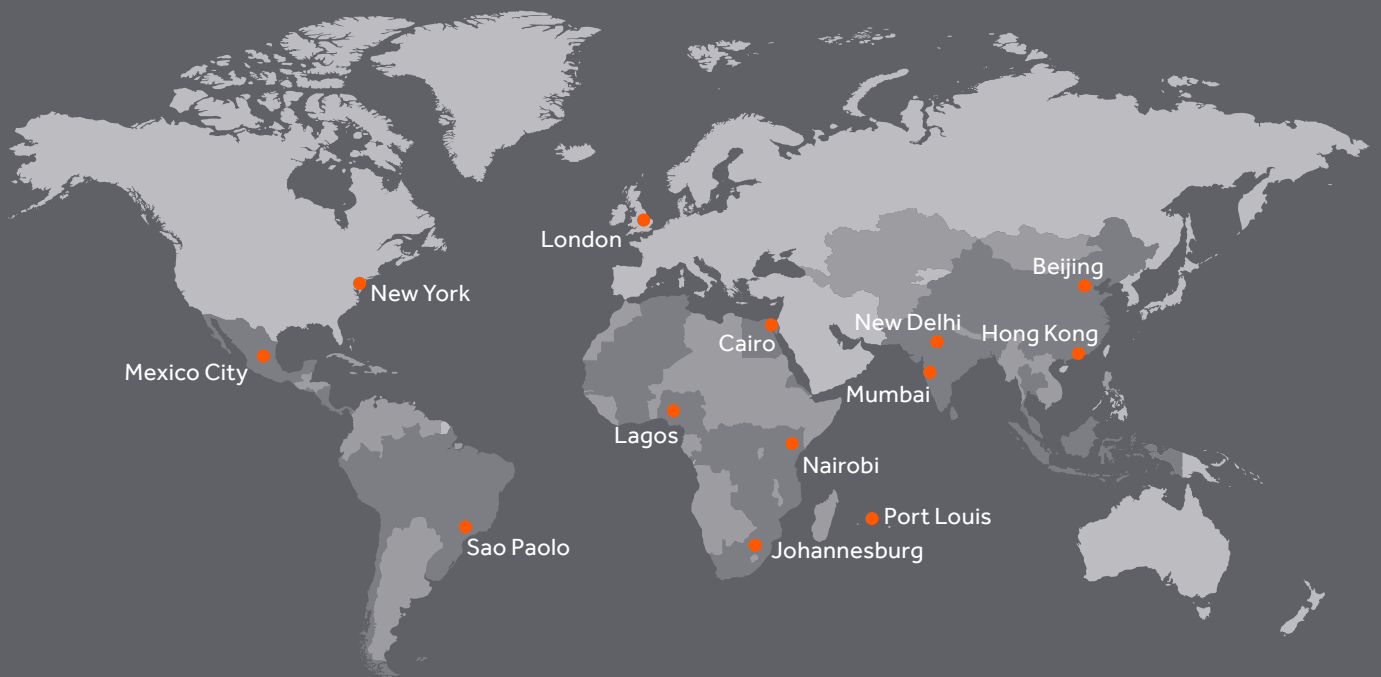 London
Beijing
New York
New Delhi
Hong Kong
Cairo
Mexico City
Mumbai
Lagos
Nairobi
Port Louis
Sao Paolo
Johannesburg